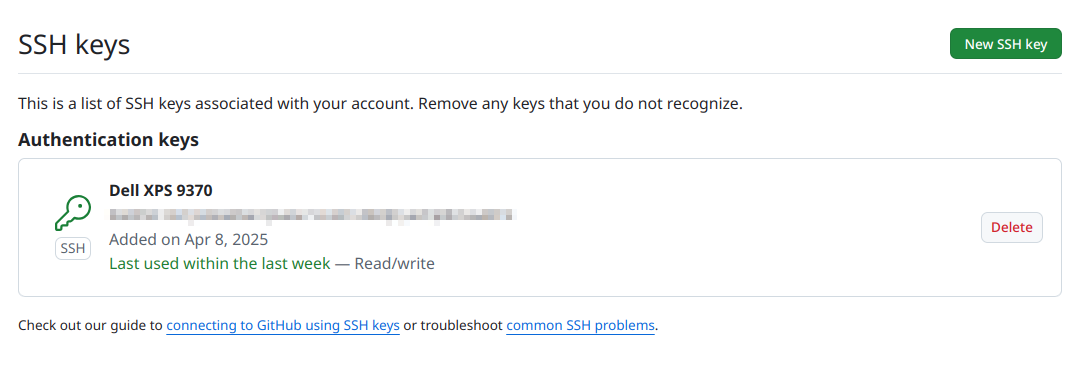 SSH keys
New SSH key
This is a list of SSH keys associated with your account. Remove any keys that you do not recognize.
Authentication keys
Dell XPS 9370
SSH
Added on Apr 8, 2025
Last used within the last week — Read/write
Delete
Check out our guide to connecting to GitHub using SSH keys or troubleshoot common SSH problems.